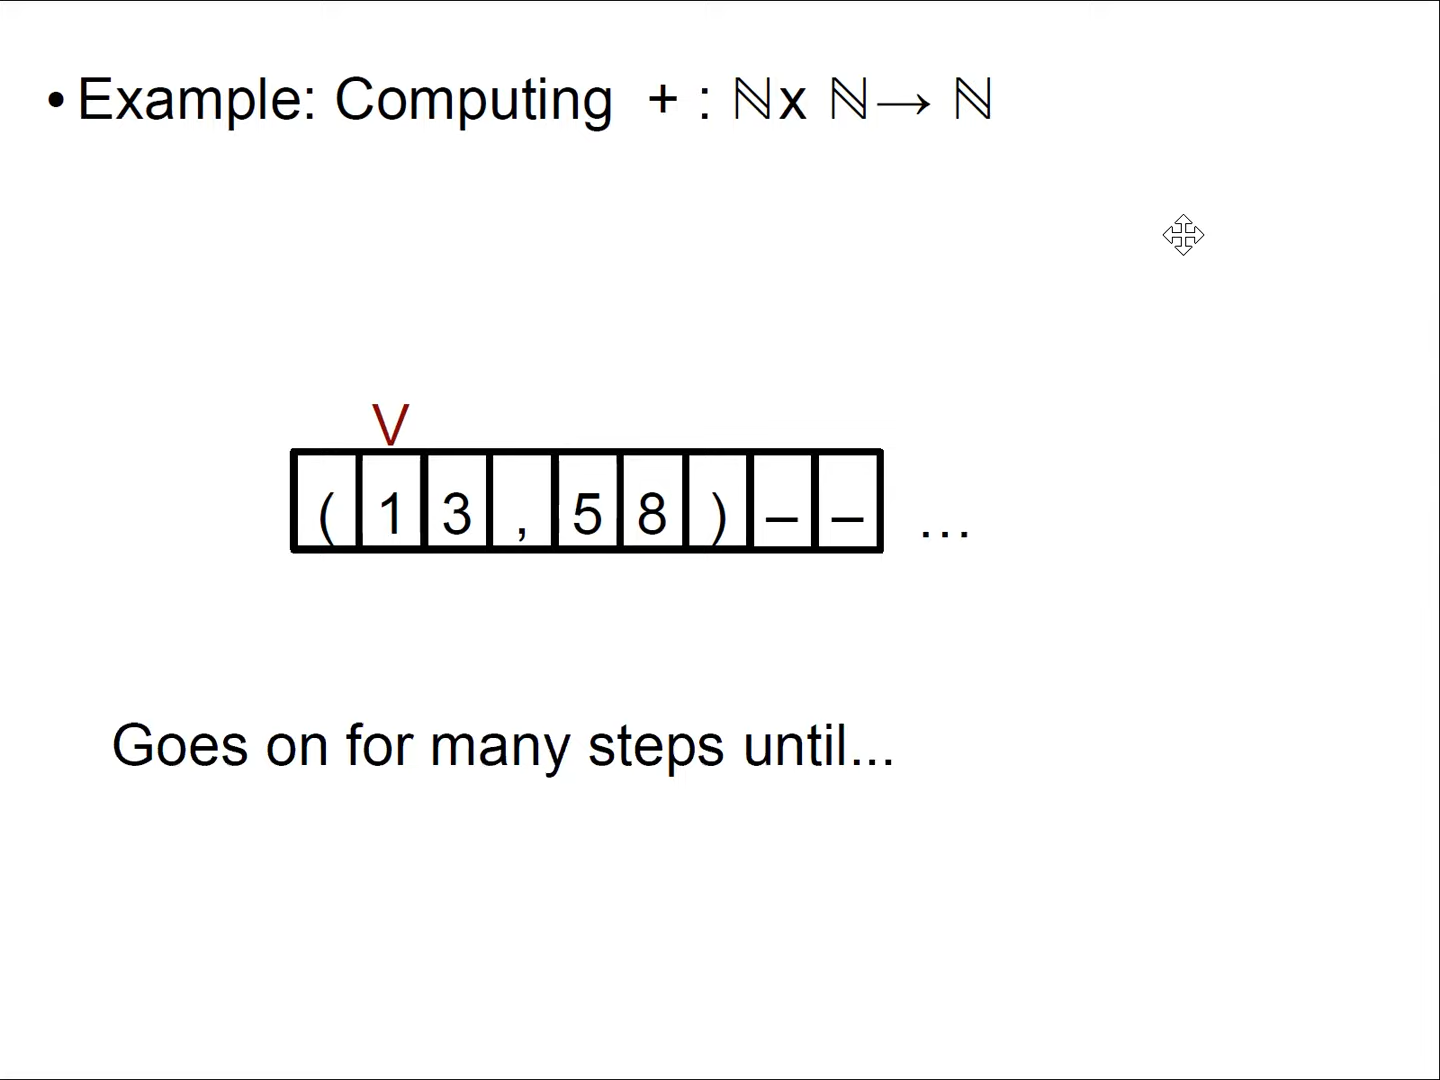 • Example: Computing + : ℕx ℕ→ ℕ
V
( 1 3 , 5 8 ) – – …
Goes on for many steps until...